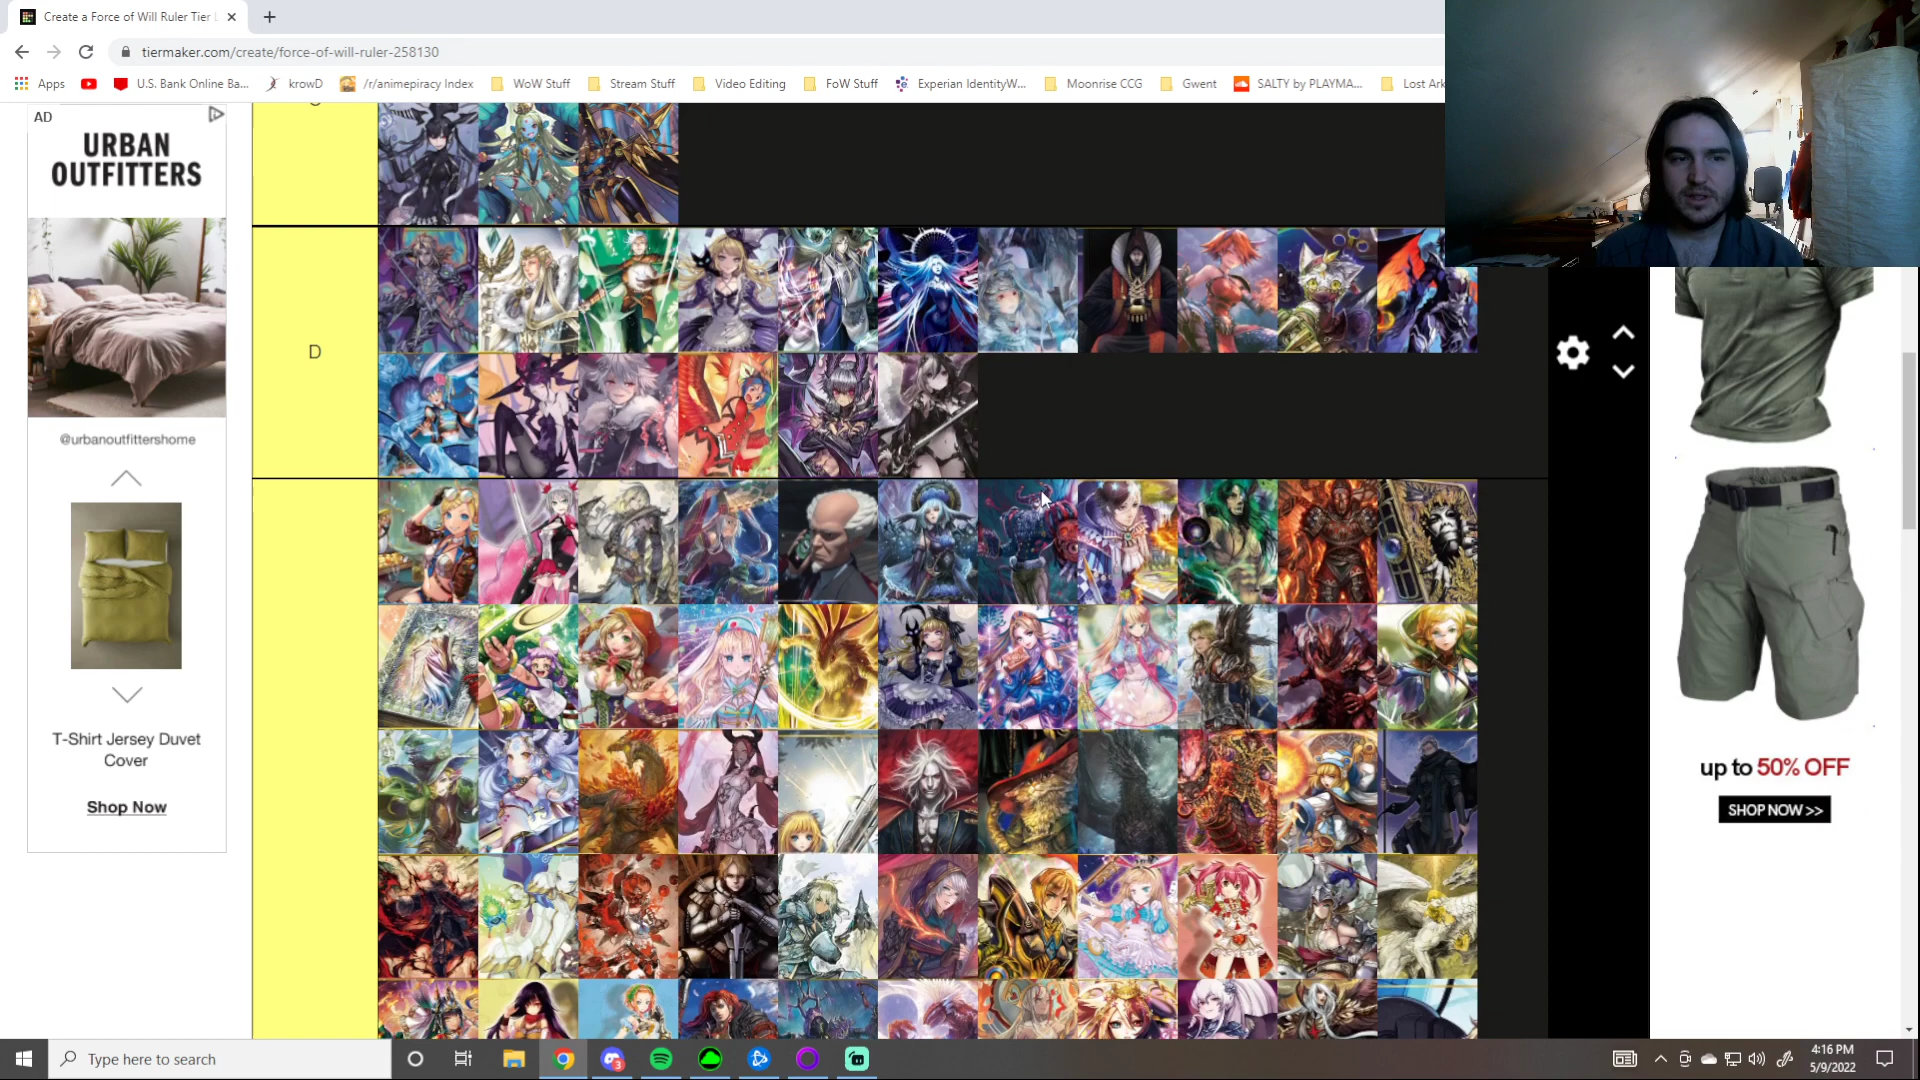 Create a Force of Will Ruler Tier L
tiermaker.com/create/force-of-will-ruler-258130
Apps
U.S. Bank Online Ba...
krowD
/r/animepiracy Index
WoW Stuff
Stream Stuff
Video Editing
FoW Stuff
Experian IdentityW...
Moonrise CCG
Gwent
SALTY by PLAYMA...
Lost Ark
AD
URBAN
OUTFITTERS
@urbanoutfittershome
T-Shirt Jersey Duvet
Cover
Shop Now
D
up to 50% OFF
SHOP NOW >>
Type here to search
3
4:16 PM
5/9/2022